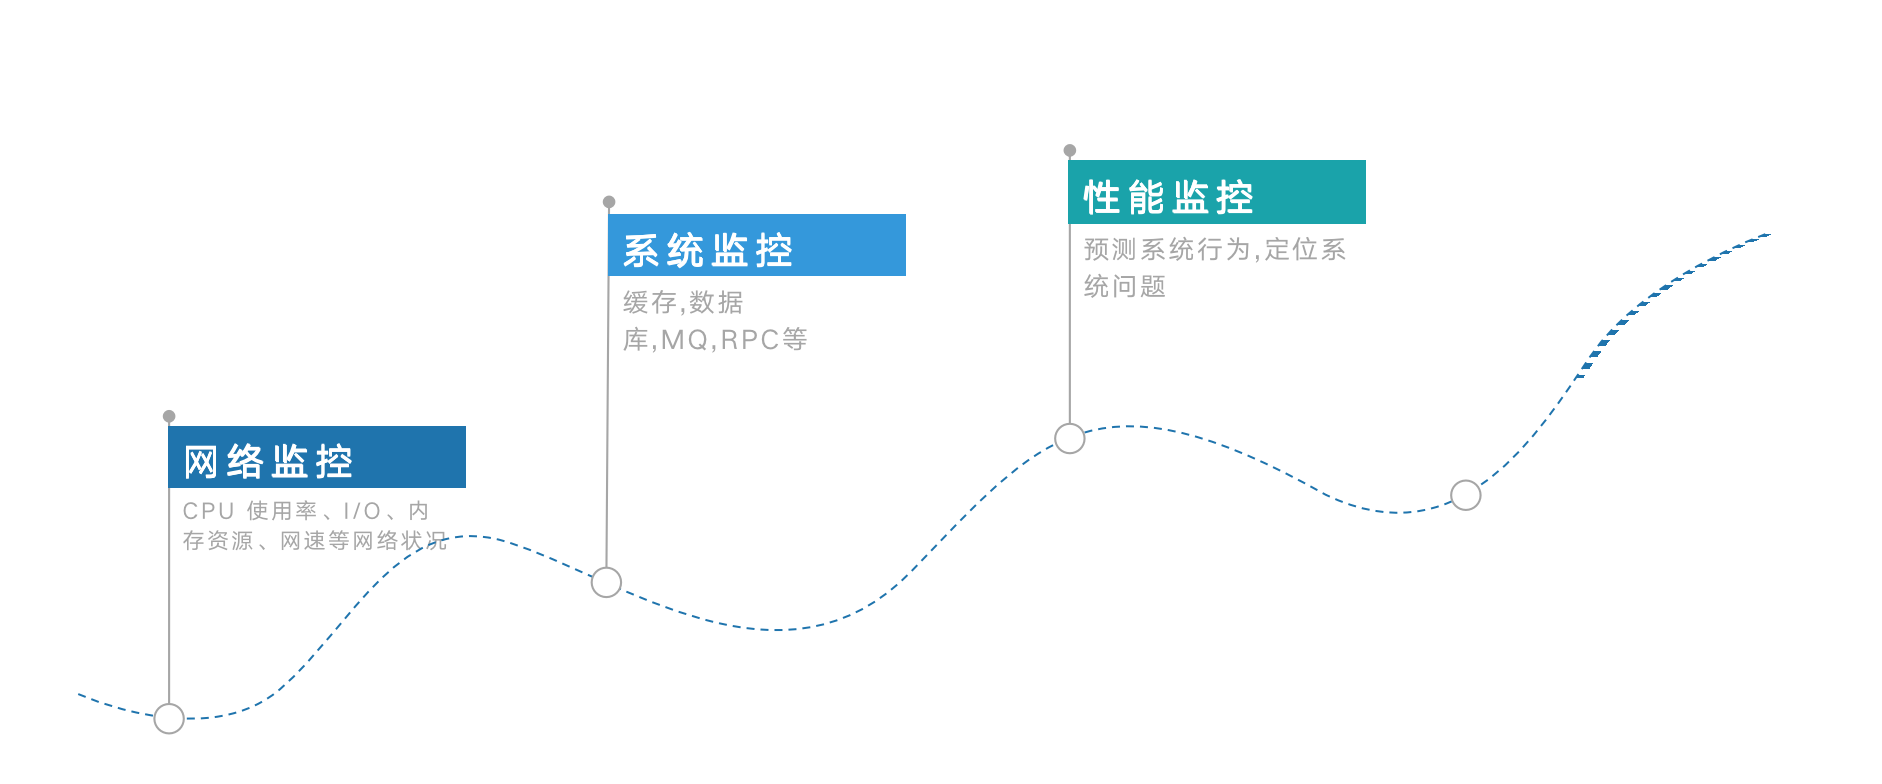 网络监控
CPU 使用率、I/O、内
存资源、网速等网络状况
系统监控
缓存,数据
库,MQ,RPC等
性能监控
预测系统行为,定位系
统问题